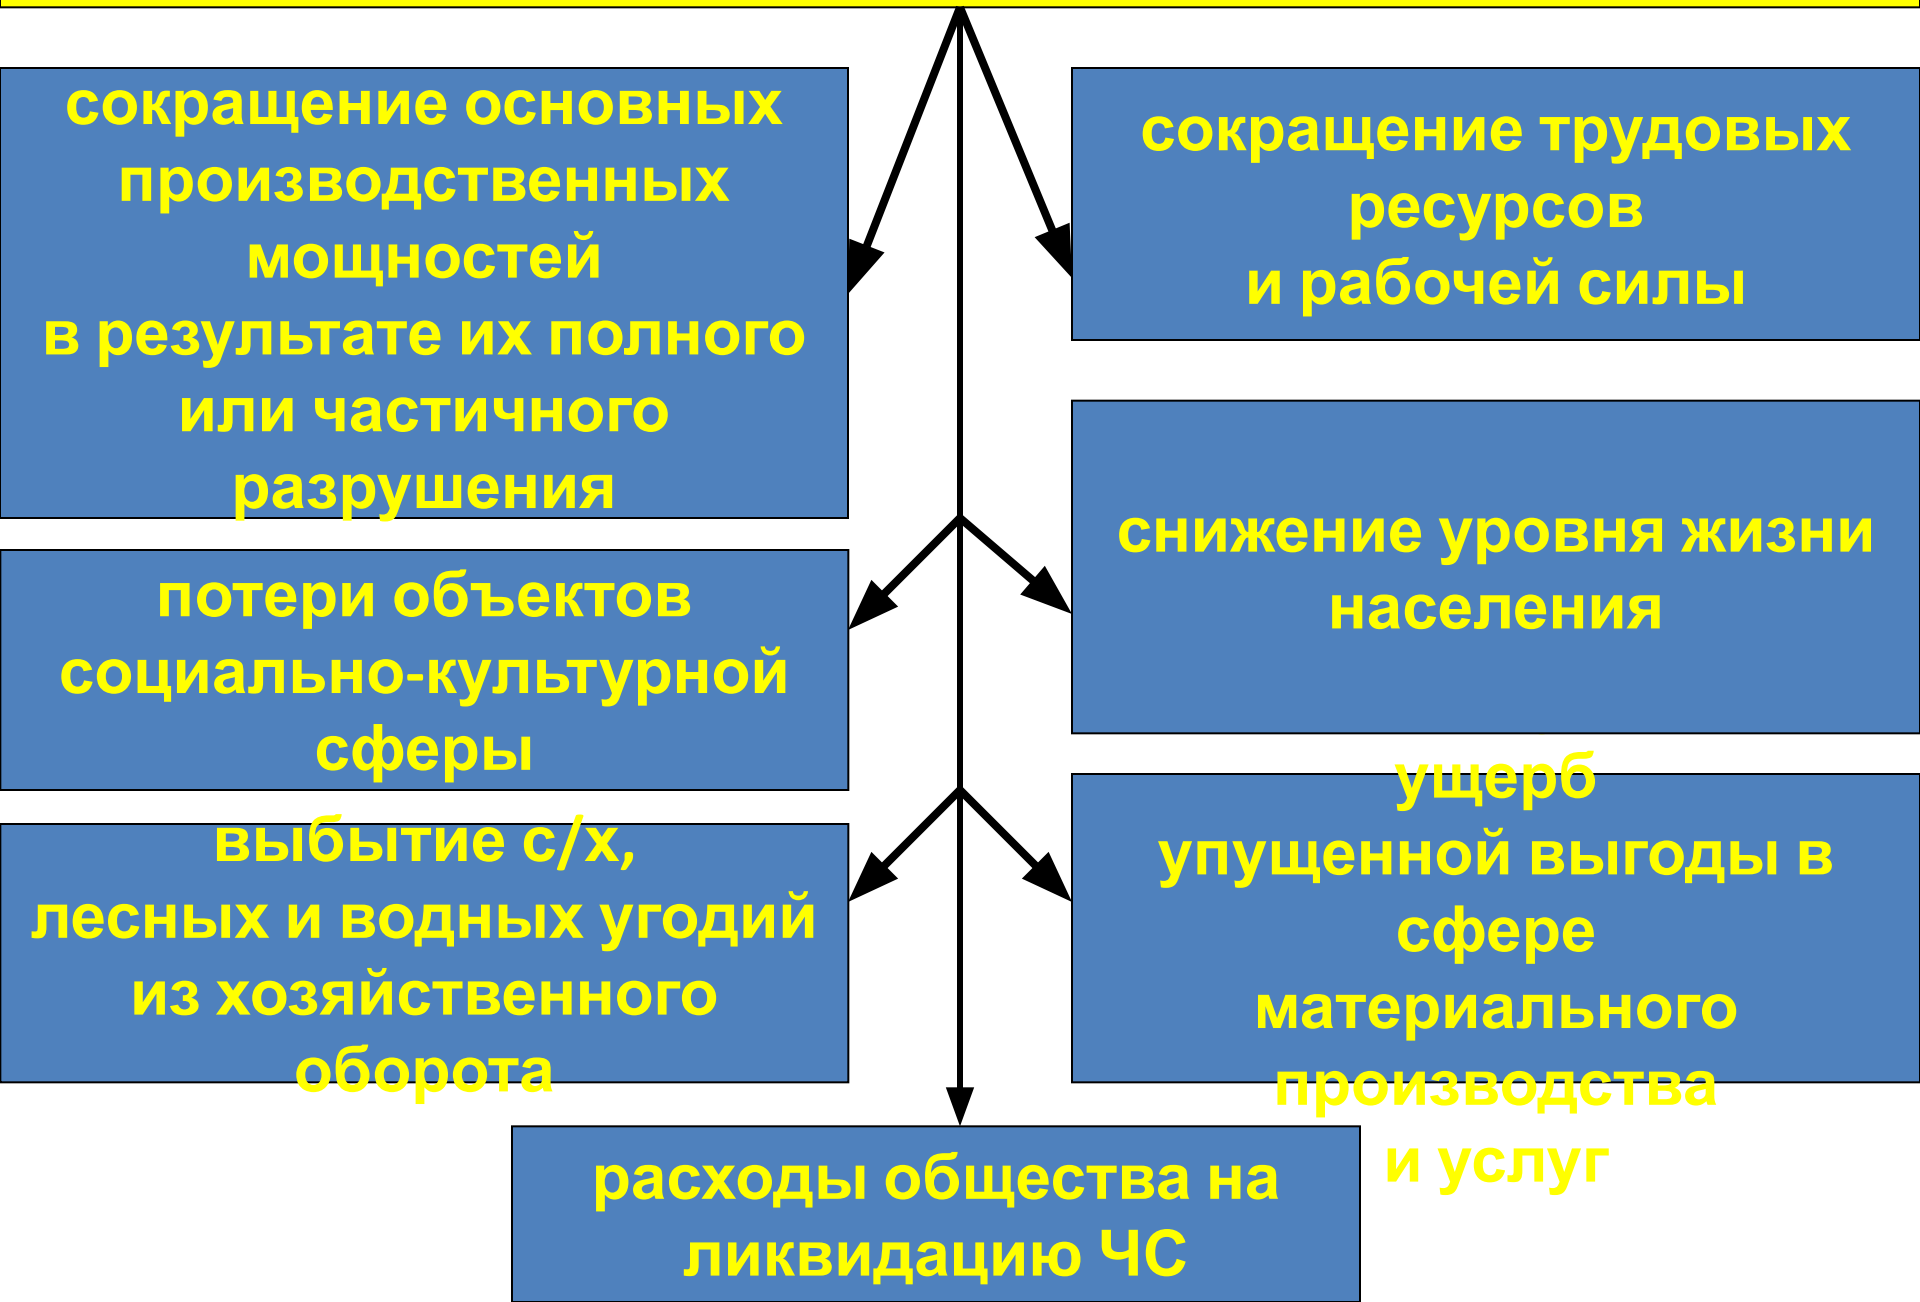 сокращение основных
производственных
мощностей
в результате их полного
или частичного
разрушения
сокращение трудовых
ресурсов
и рабочей силы
потери объектов
социально-культурной
сферы
снижение уровня жизни
населения
выбытие с/х,
лесных и водных угодий
из хозяйственного
оборота
ущерб
упущенной выгоды в
сфере
материального
производства
и услуг
расходы общества на
ликвидацию ЧС